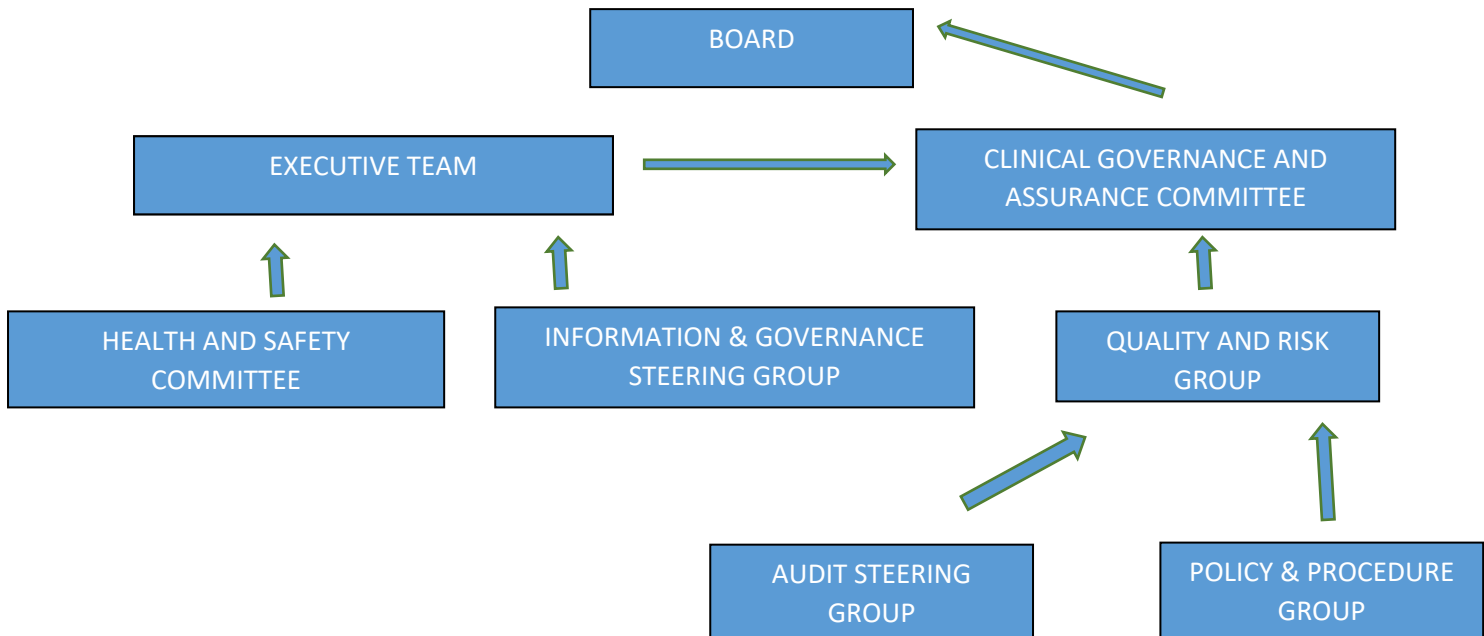 BOARD
EXECUTIVE TEAM
CLINICAL GOVERNANCE AND
ASSURANCE COMMITTEE
HEALTH AND SAFETY
COMMITTEE
INFORMATION & GOVERNANCE
STEERING GROUP
QUALITY AND RISK
GROUP
AUDIT STEERING
GROUP
POLICY & PROCEDURE
GROUP